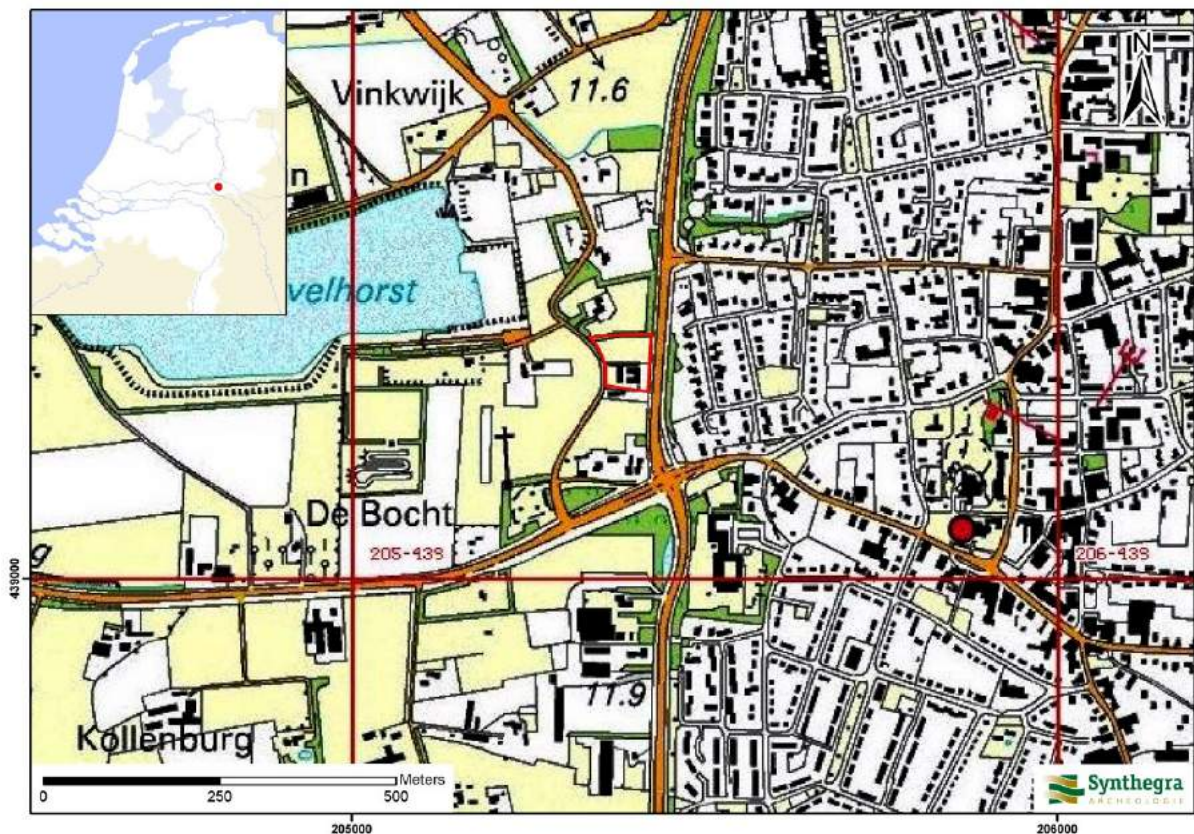 N
Vinkwijk
11.6
n
velhorst
De Bocht
205-439
206-439
439000
g
11.9
Kollenburg
Meters
0
250
500
Synthegra
ARCHEOLOGIE
205000
206000